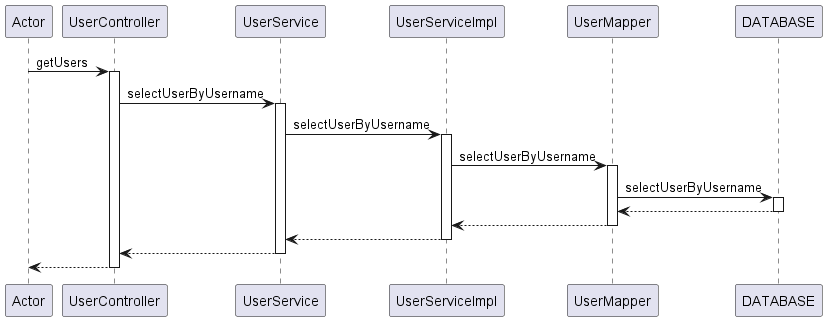 Actor UserController UserService UserServiceImpl UserMapper DATABASE
getUsers
selectUserByUsername
selectUserByUsername
selectUserByUsername
selectUserByUsername
Actor UserController UserService UserServiceImpl UserMapper DATABASE